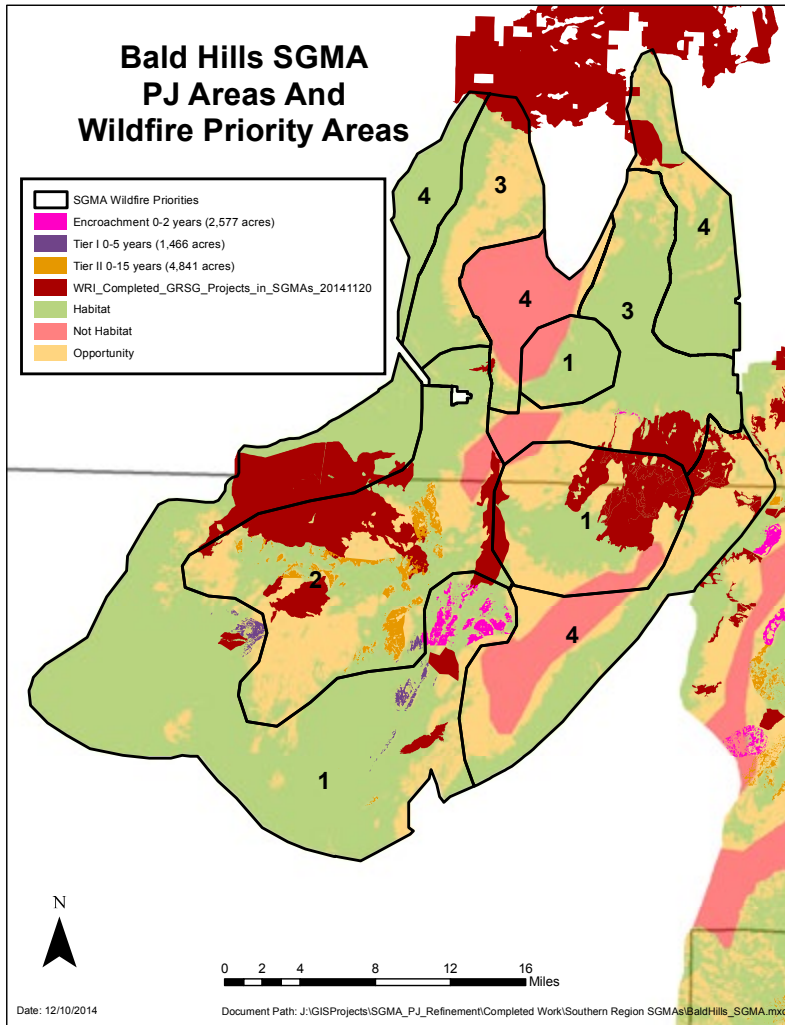 Bald Hills SGMA
PJ Areas And
Wildfire Priority Areas
SGMA Wildfire Priorities
Encroachment 0-2 years (2,577 acres)
Tier I 0-5 years (1,466 acres)
Tier II 0-15 years (4,841 acres)
WRI_Completed_GRSG_Projects_in_SGMAs_20141120
Habitat
Not Habitat
Opportunity
4
3
4
4
3
1
1
2
4
1
N
0 2 4 8 12 16
Miles
Date: 12/10/2014
Document Path: J:\GISProjects\SGMA_PJ_Refinement\Completed Work\Southern Region SGMAs\BaldHills_SGMA.mxd